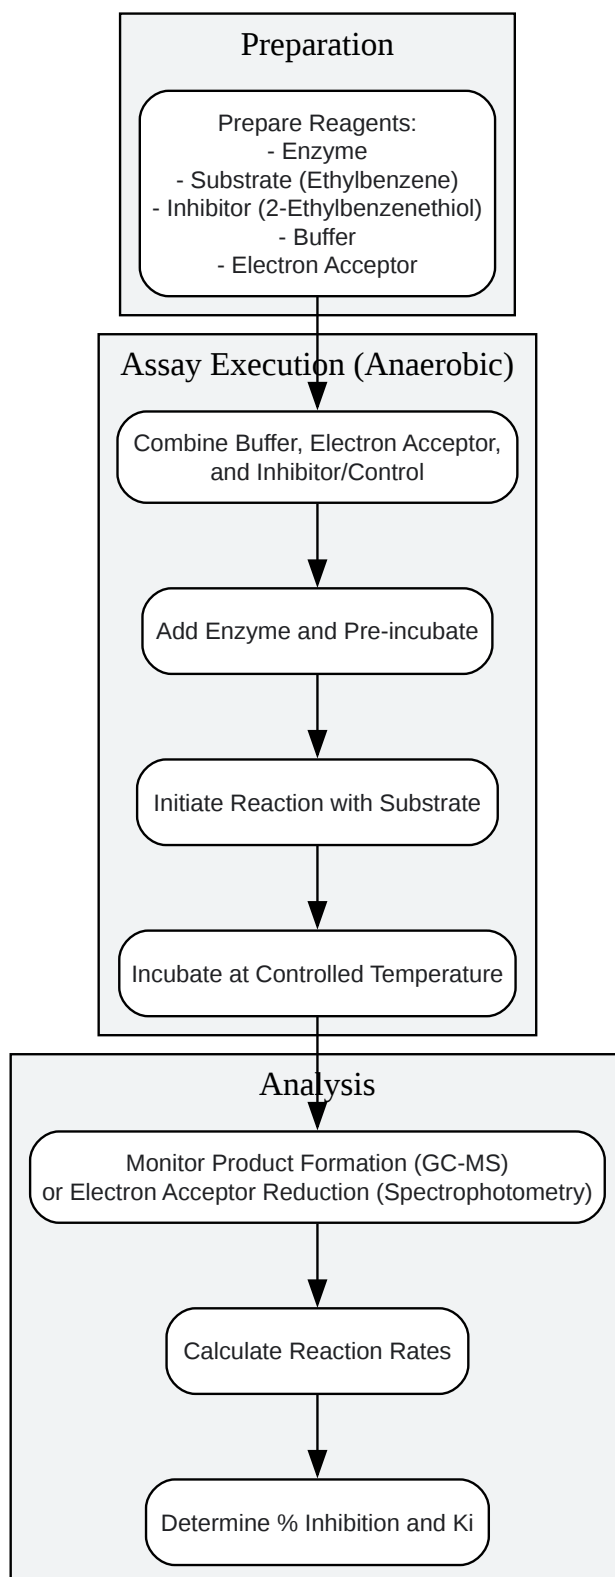 Preparation
Prepare Reagents:
- Enzyme
- Substrate (Ethylbenzene)
- Inhibitor (2-Ethylbenzenethiol)
- Buffer
- Electron Acceptor
Assay Execution (Anaerobic)
Combine Buffer, Electron Acceptor,
and Inhibitor/Control
Add Enzyme and Pre-incubate
Initiate Reaction with Substrate
Incubate at Controlled Temperature
Analysis
Monitor Product Formation (GC-MS)
or Electron Acceptor Reduction (Spectrophotometry)
Calculate Reaction Rates
Determine % Inhibition and Ki